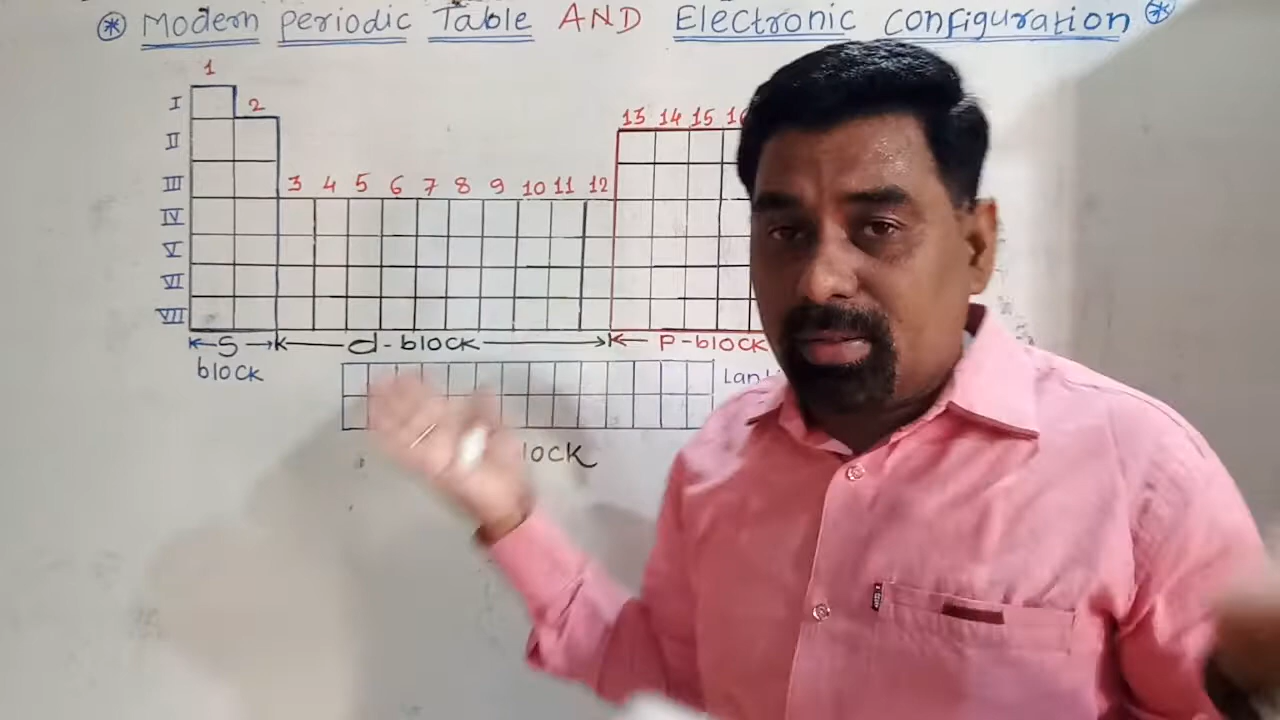 ⊛ Modern periodic Table AND Electronic configuration ⊛
1
I
2
13 14 15
II
III
3 4 5 6 7 8 9 10 11 12
IV
V
VI
VII
S block
d-block
P-block
lock